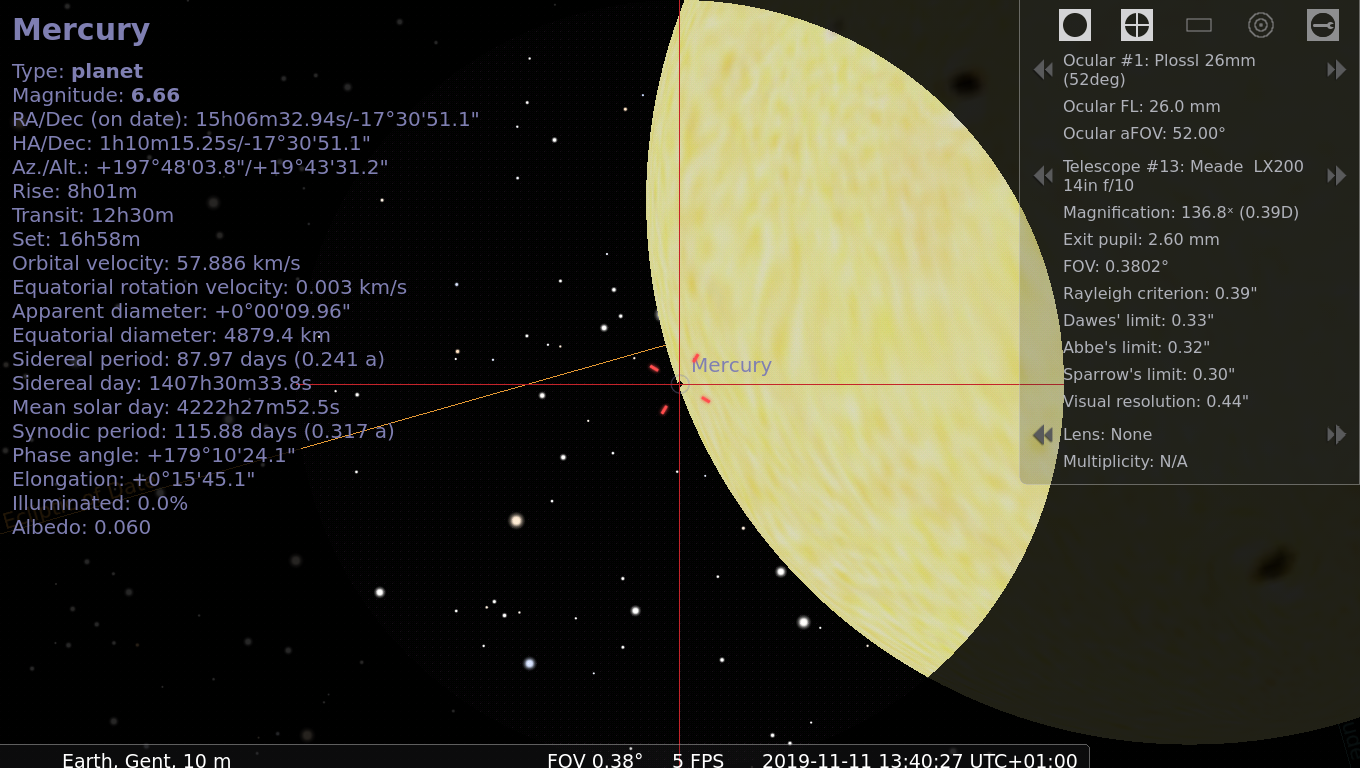 Mercury
Type: planet
Magnitude: 6.66
RA/Dec (on date): 15h06m32.94s/-17°30'51.1"
HA/Dec: 1h10m15.25s/-17°30'51.1"
Az./Alt.: +197°48'03.8"/+19°43'31.2"
Rise: 8h01m
Transit: 12h30m
Set: 16h58m
Orbital velocity: 57.886 km/s
Equatorial rotation velocity: 0.003 km/s
Apparent diameter: +0°00'09.96"
Equatorial diameter: 4879.4 km
Sidereal period: 87.97 days (0.241 a)
Sidereal day: 1407h30m33.8s
Mean solar day: 4222h27m52.5s
Synodic period: 115.88 days (0.317 a)
Phase angle: +179°10'24.1"
Elongation: +0°15'45.1"
Illuminated: 0.0%
Albedo: 0.060
Mercury
Ocular #1: Plossl 26mm
(52deg)
Ocular FL: 26.0 mm
Ocular aFOV: 52.00°
Telescope #13: Meade LX200
14in f/10
Magnification: 136.8ˣ (0.39D)
Exit pupil: 2.60 mm
FOV: 0.3802°
Rayleigh criterion: 0.39"
Dawes' limit: 0.33"
Abbe's limit: 0.32"
Sparrow's limit: 0.30"
Visual resolution: 0.44"
Lens: None
Multiplicity: N/A
Ecliptic of Date
Earth, Gent, 10 m
FOV 0.38°
5 FPS
2019-11-11 13:40:27 UTC+01:00